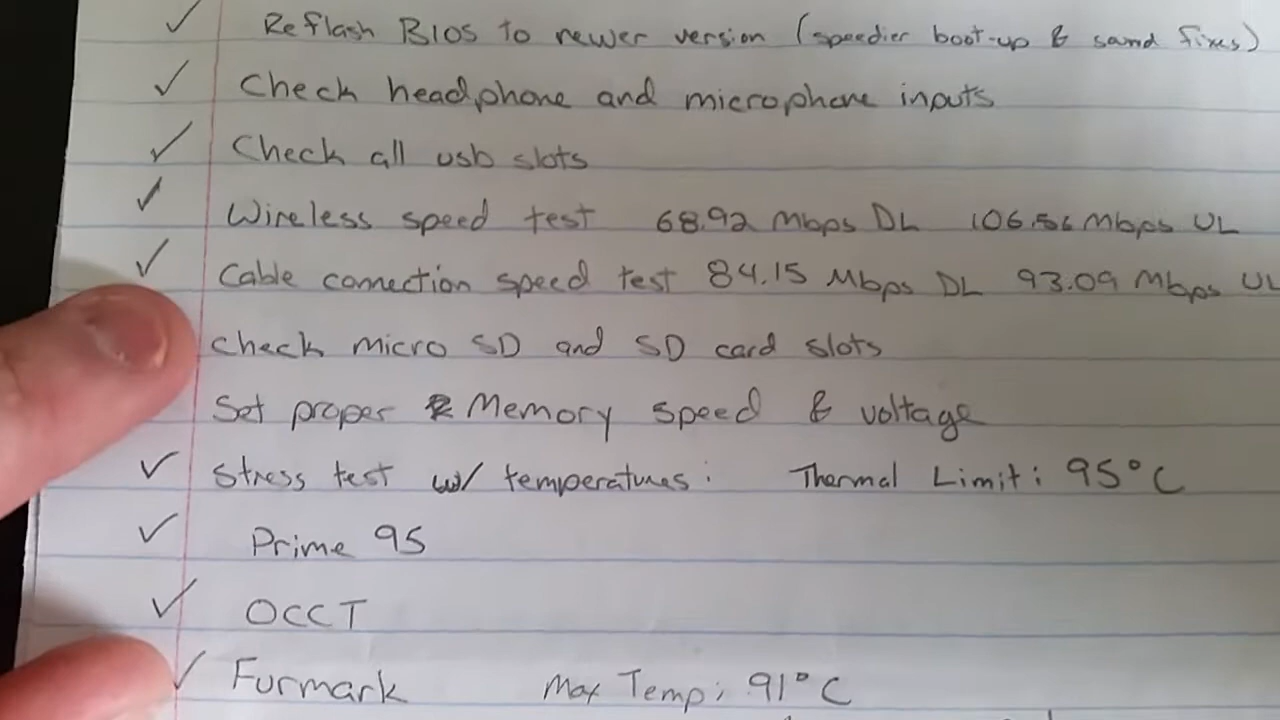 ✓ Reflash BIOS to newer version (speedier boot-up & sound fixes)
✓ Check headphone and microphone inputs
✓ Check all usb slots
✓ Wireless speed test 68.92 Mbps DL 106.56 Mbps UL
✓ Cable connection speed test 84.15 Mbps DL 93.09 Mbps UL
check micro SD and SD card slots
Set proper Memory speed & voltage
✓ Stress test w/ temperatures: Thermal Limit: 95°C
✓ Prime 95
✓ OCCT
✓ Furmark Max Temp: 91°C